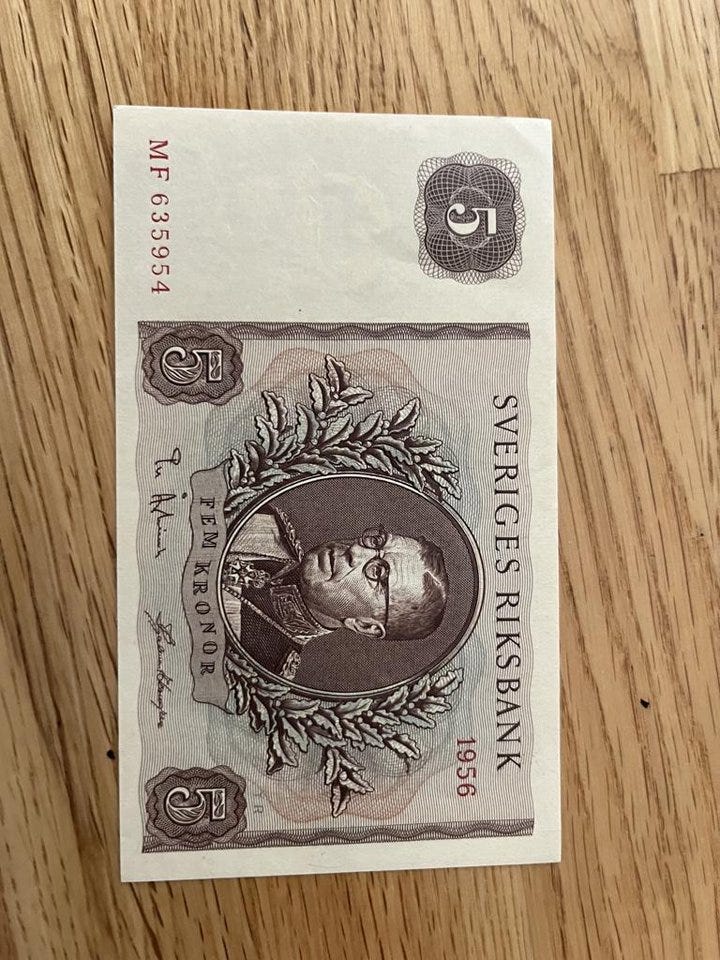 MF 635954
5
SVERIGES RIKSBANK
1956
FEM KRONOR
5
5